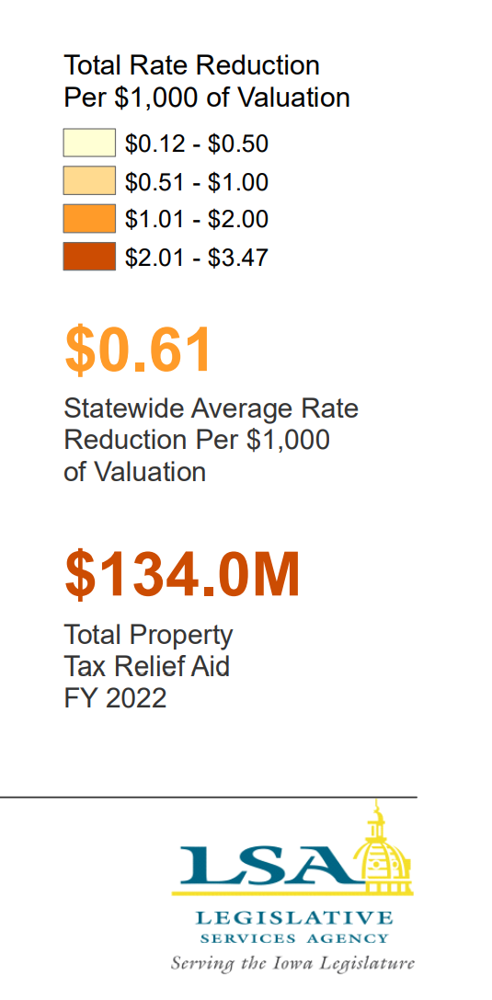 Total Rate Reduction
Per $1,000 of Valuation
$0.12 - $0.50
$0.51 - $1.00
$1.01 - $2.00
$2.01 - $3.47
$0.61
Statewide Average Rate
Reduction Per $1,000
of Valuation
$134.0M
Total Property
Tax Relief Aid
FY 2022
LSA
LEGISLATIVE
SERVICES AGENCY
Serving the Iowa Legislature